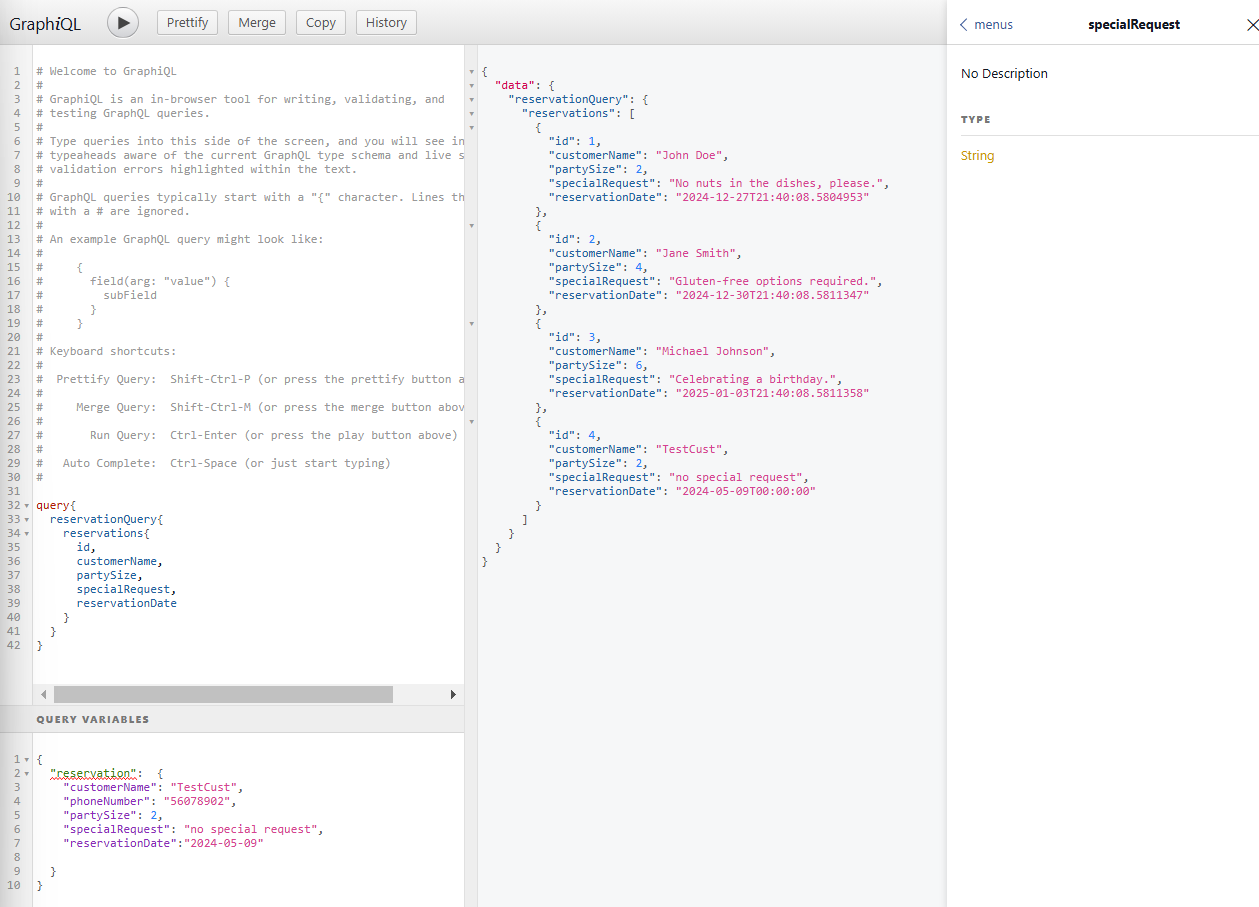 GraphiQL
Prettify
Merge
Copy
History
1 # Welcome to GraphiQL
2 #
3 # GraphiQL is an in-browser tool for writing, validating, and
4 # testing GraphQL queries.
5 #
6 # Type queries into this side of the screen, and you will see in
7 # typeaheads aware of the current GraphQL type schema and live s
8 # validation errors highlighted within the text.
9 #
10 # GraphQL queries typically start with a "{" character. Lines th
11 # with a # are ignored.
12 #
13 # An example GraphQL query might look like:
14 #
15 #     {
16 #       field(arg: "value") {
17 #         subField
18 #       }
19 #     }
20 #
21 # Keyboard shortcuts:
22 #
23 #  Prettify Query:  Shift-Ctrl-P (or press the prettify button a
24 #
25 #     Merge Query:  Shift-Ctrl-M (or press the merge button abov
26 #
27 #       Run Query:  Ctrl-Enter (or press the play button above)
28 #
29 #   Auto Complete:  Ctrl-Space (or just start typing)
30 #
31
32 query{
33   reservationQuery{
34     reservations{
35       id,
36       customerName,
37       partySize,
38       specialRequest,
39       reservationDate
40     }
41   }
42 }
QUERY VARIABLES
1 {
2   "reservation":  {
3     "customerName": "TestCust",
4     "phoneNumber": "56078902",
5     "partySize": 2,
6     "specialRequest": "no special request",
7     "reservationDate":"2024-05-09"
8
9   }
10 }
{
  "data": {
    "reservationQuery": {
      "reservations": [
        {
          "id": 1,
          "customerName": "John Doe",
          "partySize": 2,
          "specialRequest": "No nuts in the dishes, please.",
          "reservationDate": "2024-12-27T21:40:08.5804953"
        },
        {
          "id": 2,
          "customerName": "Jane Smith",
          "partySize": 4,
          "specialRequest": "Gluten-free options required.",
          "reservationDate": "2024-12-30T21:40:08.5811347"
        },
        {
          "id": 3,
          "customerName": "Michael Johnson",
          "partySize": 6,
          "specialRequest": "Celebrating a birthday.",
          "reservationDate": "2025-01-03T21:40:08.5811358"
        },
        {
          "id": 4,
          "customerName": "TestCust",
          "partySize": 2,
          "specialRequest": "no special request",
          "reservationDate": "2024-05-09T00:00:00"
        }
      ]
    }
  }
}
menus
specialRequest
No Description
TYPE
String